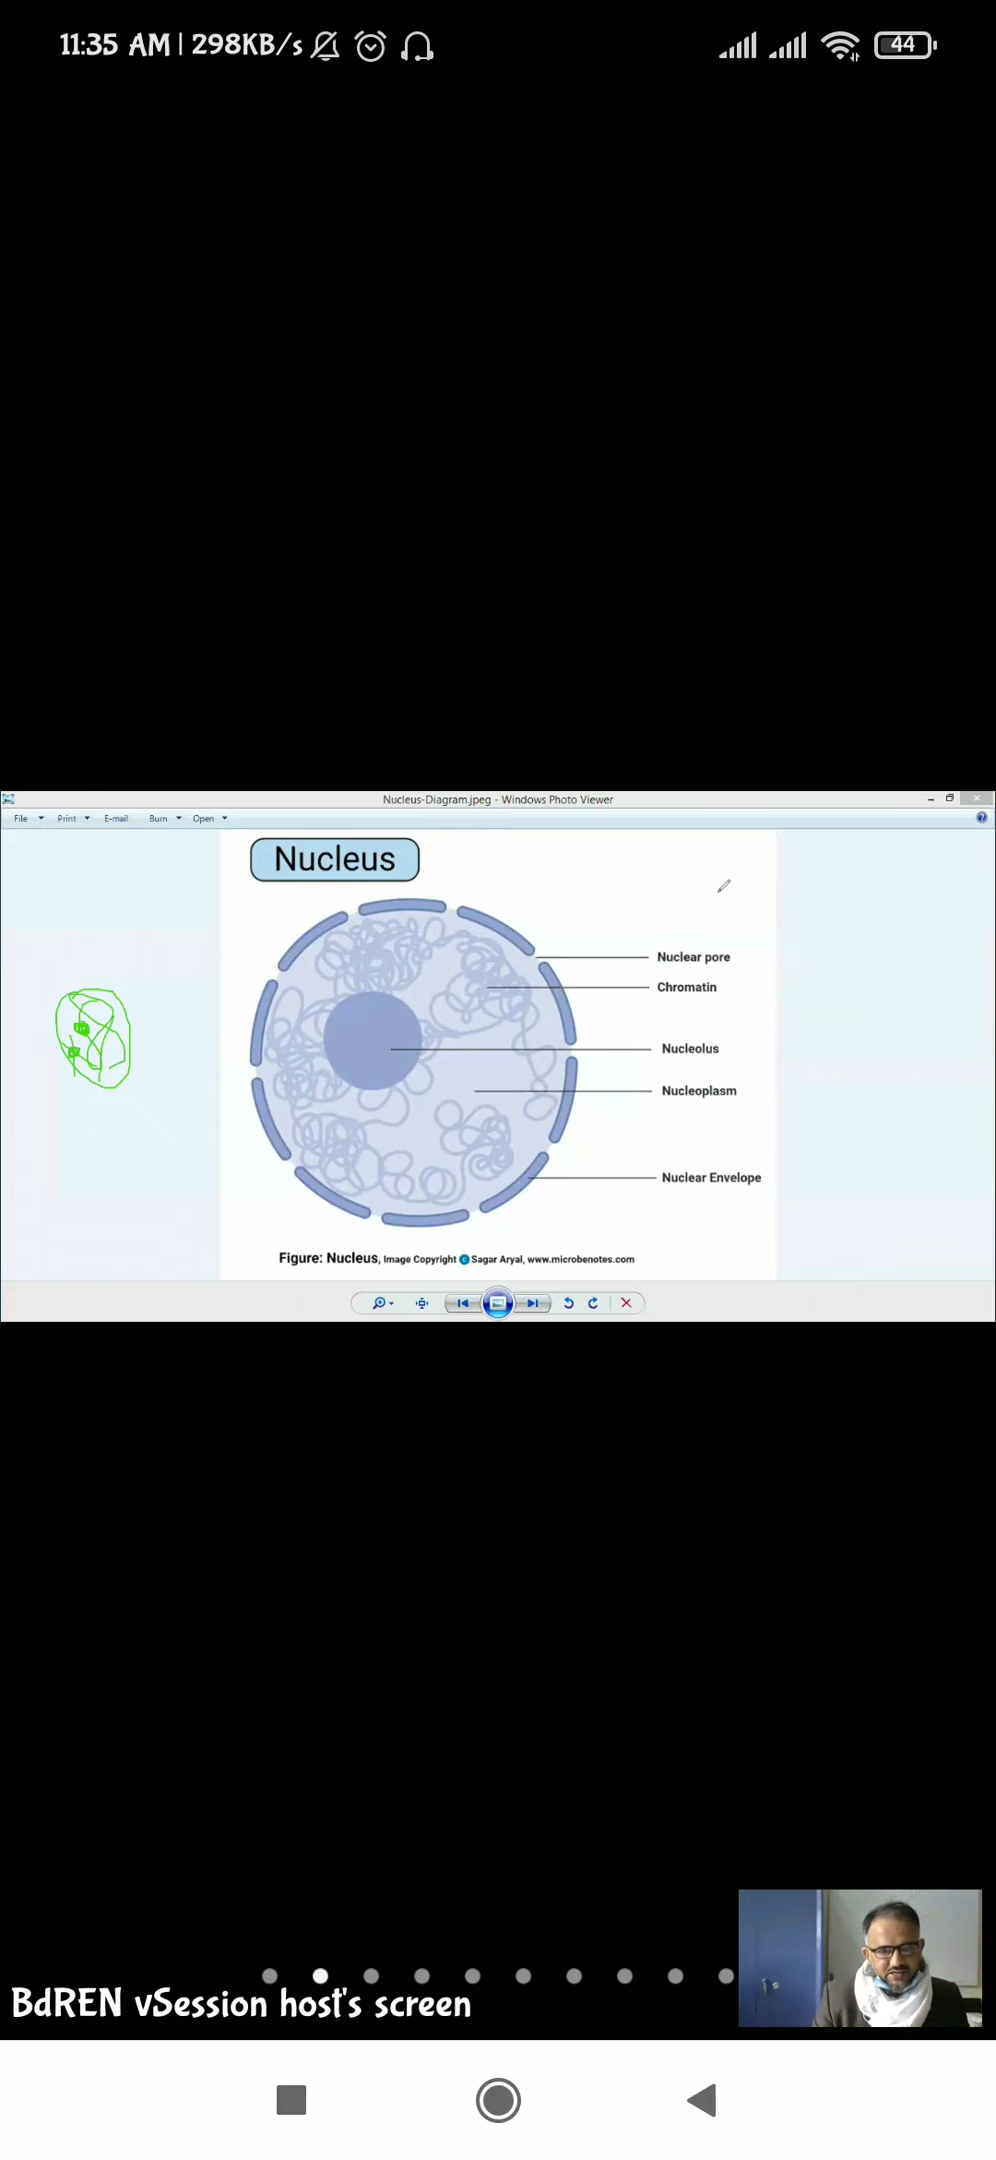 11:35 AM | 298KB/s
44
Nucleus-Diagram.jpeg - Windows Photo Viewer
File Print E-mail Burn Open
Nucleus
Nuclear pore
Chromatin
Nucleolus
Nucleoplasm
Nuclear Envelope
Figure: Nucleus, Image Copyright © Sagar Aryal, www.microbenotes.com
BdREN vSession host's screen